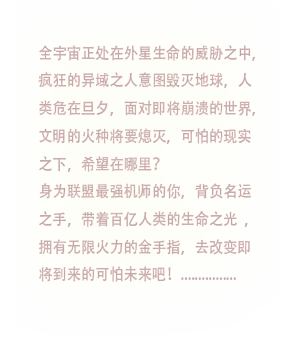 全宇宙正处在外星生命的威胁之中,
疯狂的异域之人意图毁灭地球，人
类危在旦夕，面对即将崩溃的世界,
文明的火种将要熄灭，可怕的现实
之下，希望在哪里？
身为联盟最强机师的你，背负名运
之手，带着百亿人类的生命之光 ，
拥有无限火力的金手指，去改变即
将到来的可怕未来吧！................